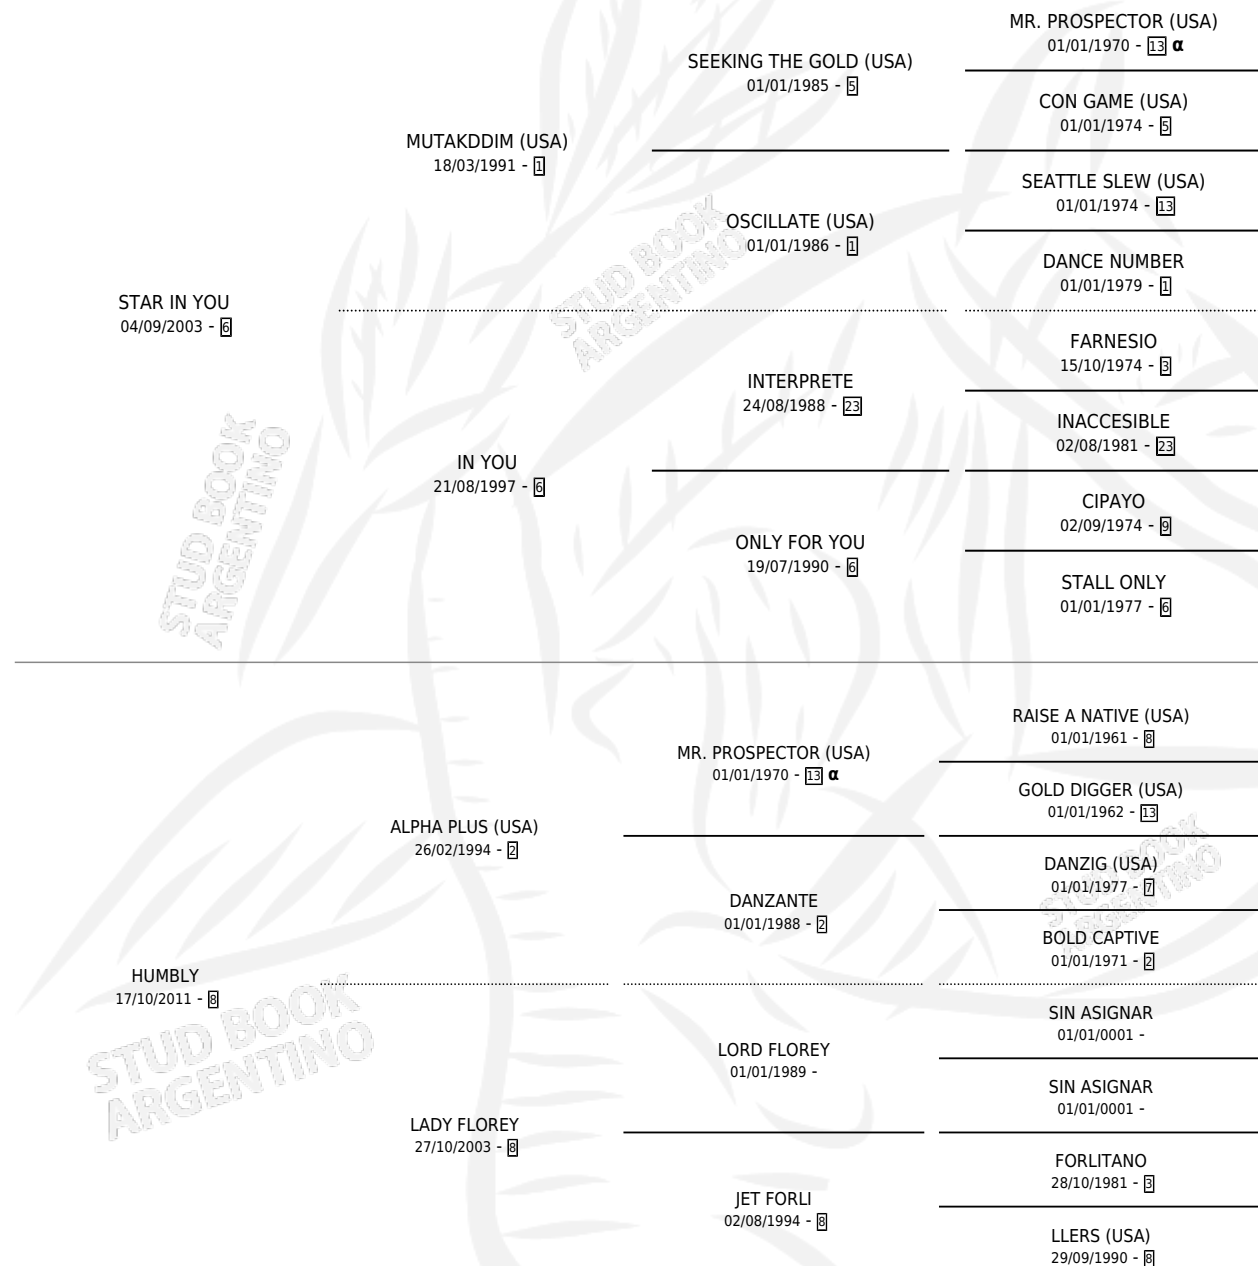 MR. PROSPECTOR (USA)
01/01/1970 - 13 α
SEEKING THE GOLD (USA)
01/01/1985 - 5
CON GAME (USA)
01/01/1974 - 5
MUTAKDDIM (USA)
18/03/1991 - 1
SEATTLE SLEW (USA)
01/01/1974 - 13
OSCILLATE (USA)
01/01/1986 - 1
DANCE NUMBER
01/01/1979 - 1
STAR IN YOU
04/09/2003 - 6
FARNESIO
15/10/1974 - 3
INTERPRETE
24/08/1988 - 23
INACCESIBLE
02/08/1981 - 23
IN YOU
21/08/1997 - 6
CIPAYO
02/09/1974 - 9
ONLY FOR YOU
19/07/1990 - 6
STALL ONLY
01/01/1977 - 6
STUD BOOK
ARGENTINO
STUD BOOK
ARGENTINO
RAISE A NATIVE (USA)
01/01/1961 - 8
MR. PROSPECTOR (USA)
01/01/1970 - 13 α
GOLD DIGGER (USA)
01/01/1962 - 13
ALPHA PLUS (USA)
26/02/1994 - 2
DANZIG (USA)
01/01/1977 - 7
DANZANTE
01/01/1988 - 2
BOLD CAPTIVE
01/01/1971 - 2
HUMBLY
17/10/2011 - 8
SIN ASIGNAR
01/01/0001 -
LORD FLOREY
01/01/1989 -
SIN ASIGNAR
01/01/0001 -
LADY FLOREY
27/10/2003 - 8
FORLITANO
28/10/1981 - 3
JET FORLI
02/08/1994 - 8
LLERS (USA)
29/09/1990 - 8
STUD BOOK
ARGENTINO
STUD BOOK
ARGENTINO